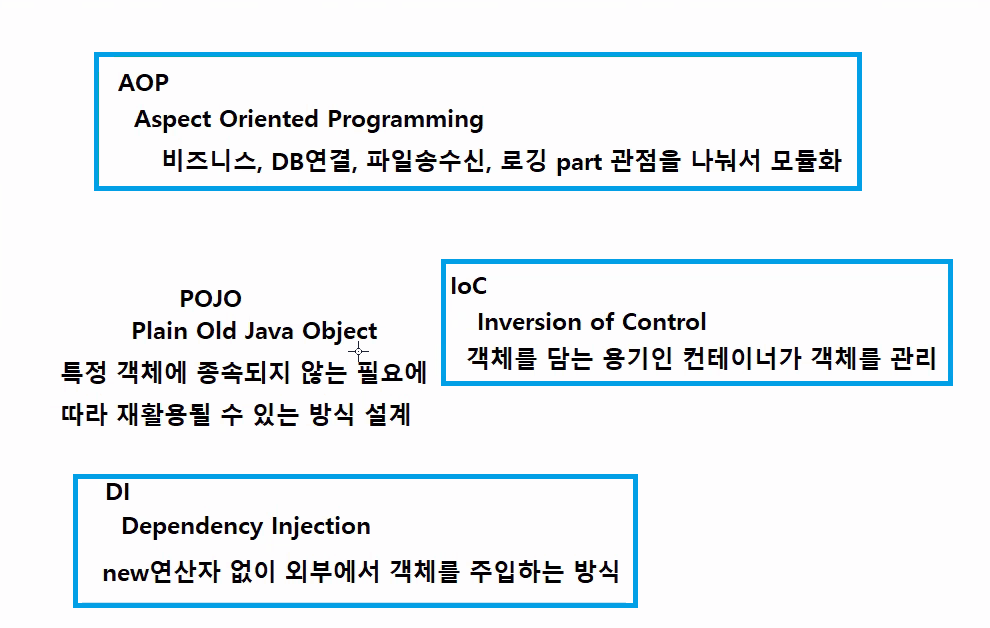 AOP
Aspect Oriented Programming
비즈니스, DB연결, 파일송수신, 로깅 part 관점을 나눠서 모듈화
POJO
Plain Old Java Object
특정 객체에 종속되지 않는 필요에
따라 재활용될 수 있는 방식 설계
IoC
Inversion of Control
객체를 담는 용기인 컨테이너가 객체를 관리
DI
Dependency Injection
new연산자 없이 외부에서 객체를 주입하는 방식